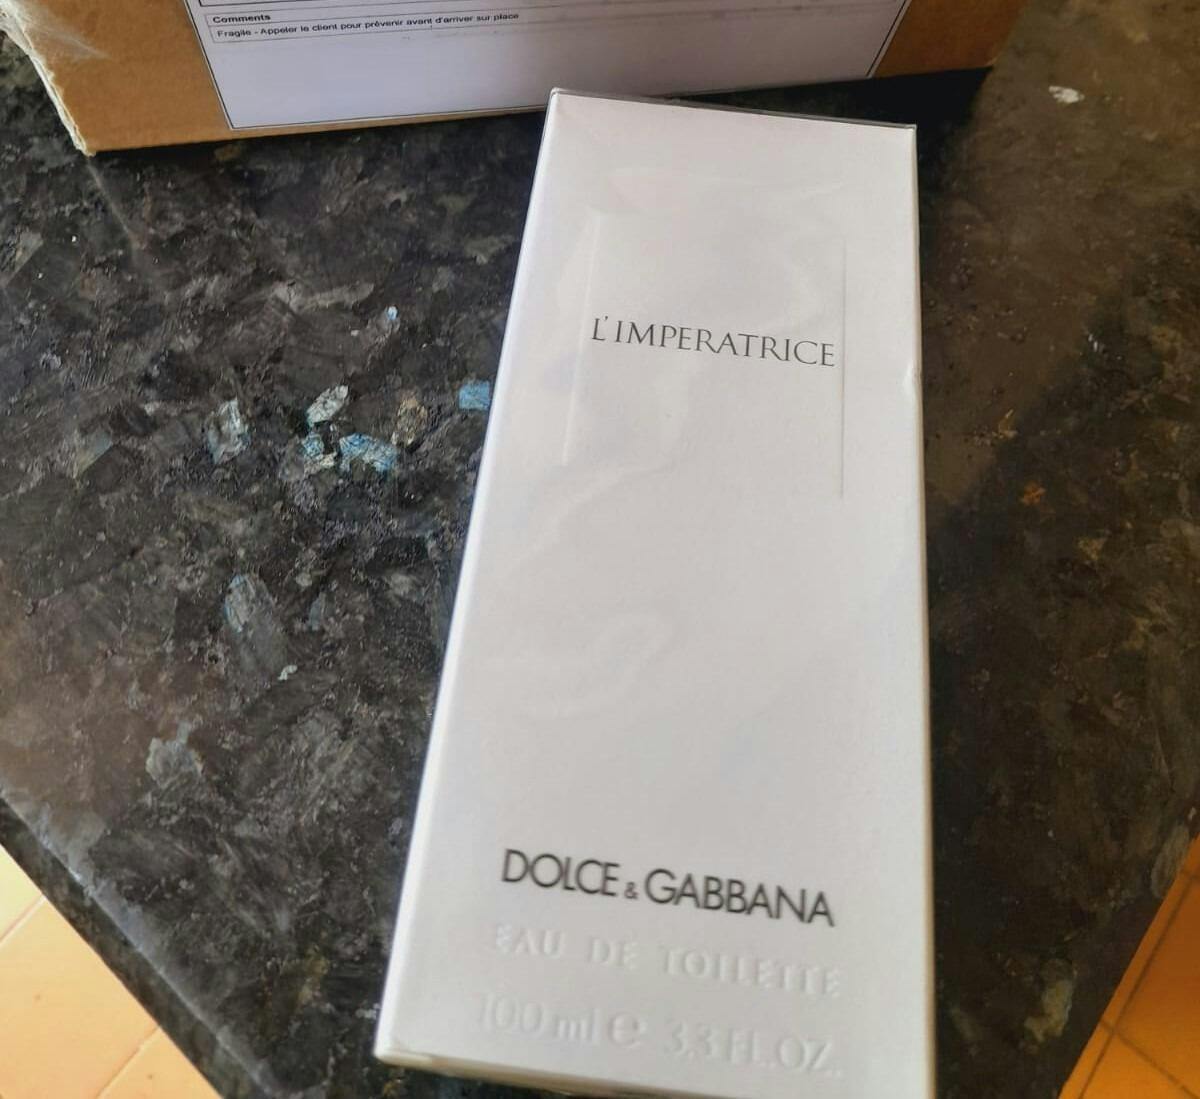 Comments
Fragile - Appeler le client pour prévenir avant d'arriver sur place
L'IMPERATRICE
DOLCE & GABBANA
EAU DE TOILETTE
100 ml e 3.3 FL.OZ.